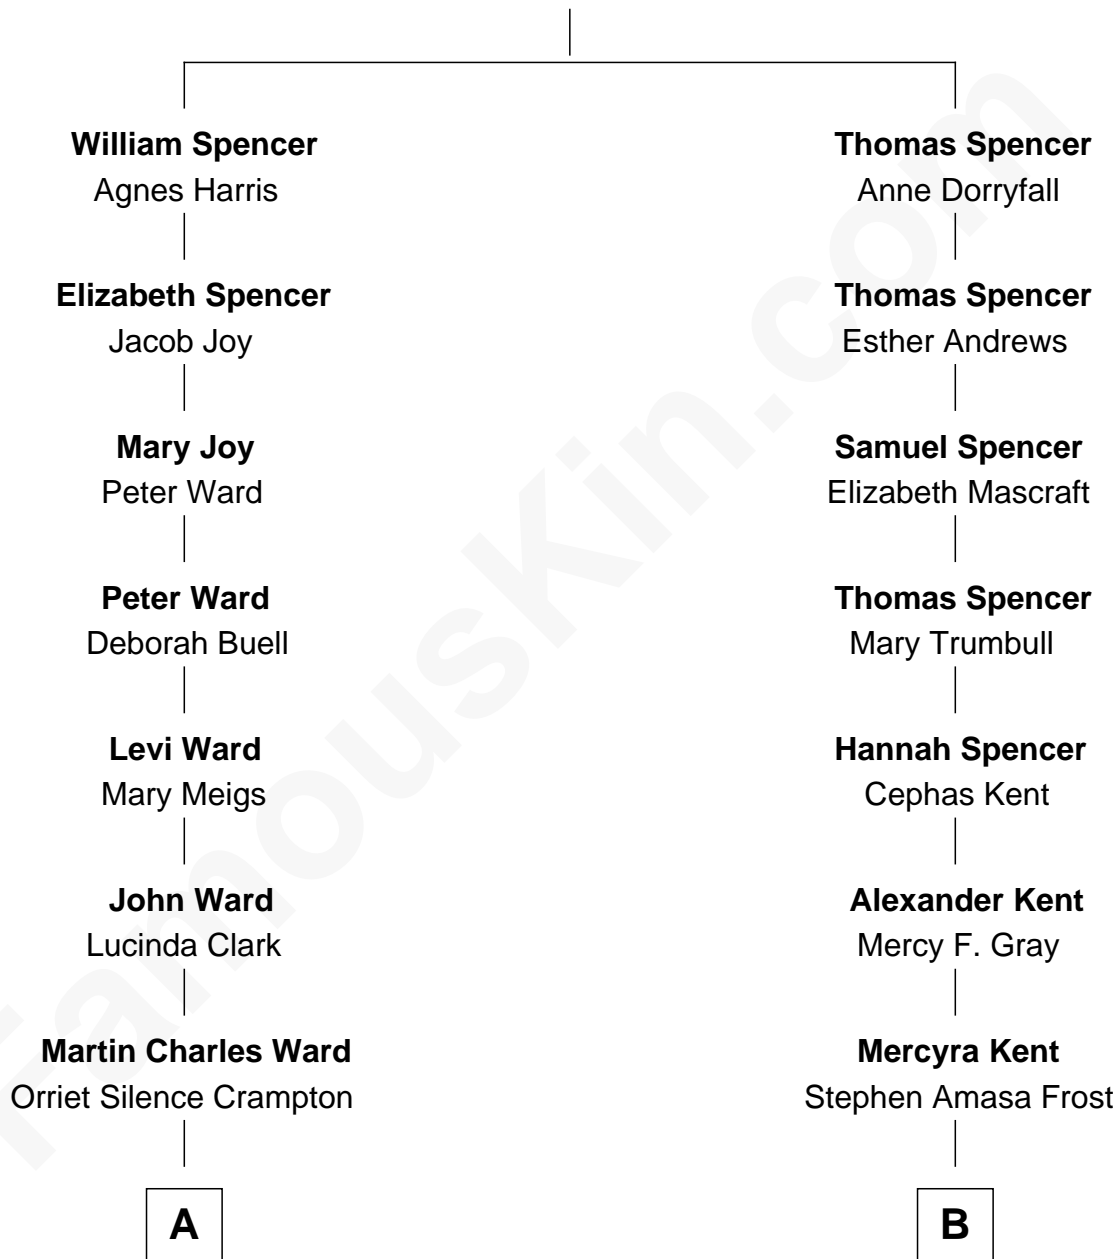 William Spencer
Agnes Harris
Thomas Spencer
Anne Dorryfall
Elizabeth Spencer
Jacob Joy
Thomas Spencer
Esther Andrews
Mary Joy
Peter Ward
Samuel Spencer
Elizabeth Mascraft
Peter Ward
Deborah Buell
Thomas Spencer
Mary Trumbull
Levi Ward
Mary Meigs
Hannah Spencer
Cephas Kent
John Ward
Lucinda Clark
Alexander Kent
Mercy F. Gray
Martin Charles Ward
Orriet Silence Crampton
Mercyra Kent
Stephen Amasa Frost
A
B
FamousKin.com